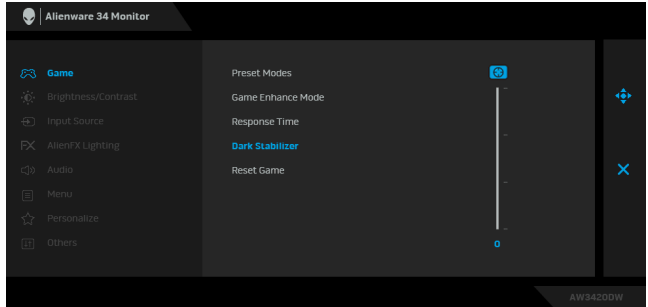 Alienware 34 Monitor
Game
Brightness/Contrast
Input Source
AlienFX Lighting
Audio
Menu
Personalize
Others
Preset Modes
Game Enhance Mode
Response Time
Dark Stabilizer
Reset Game
0
AW3420DW